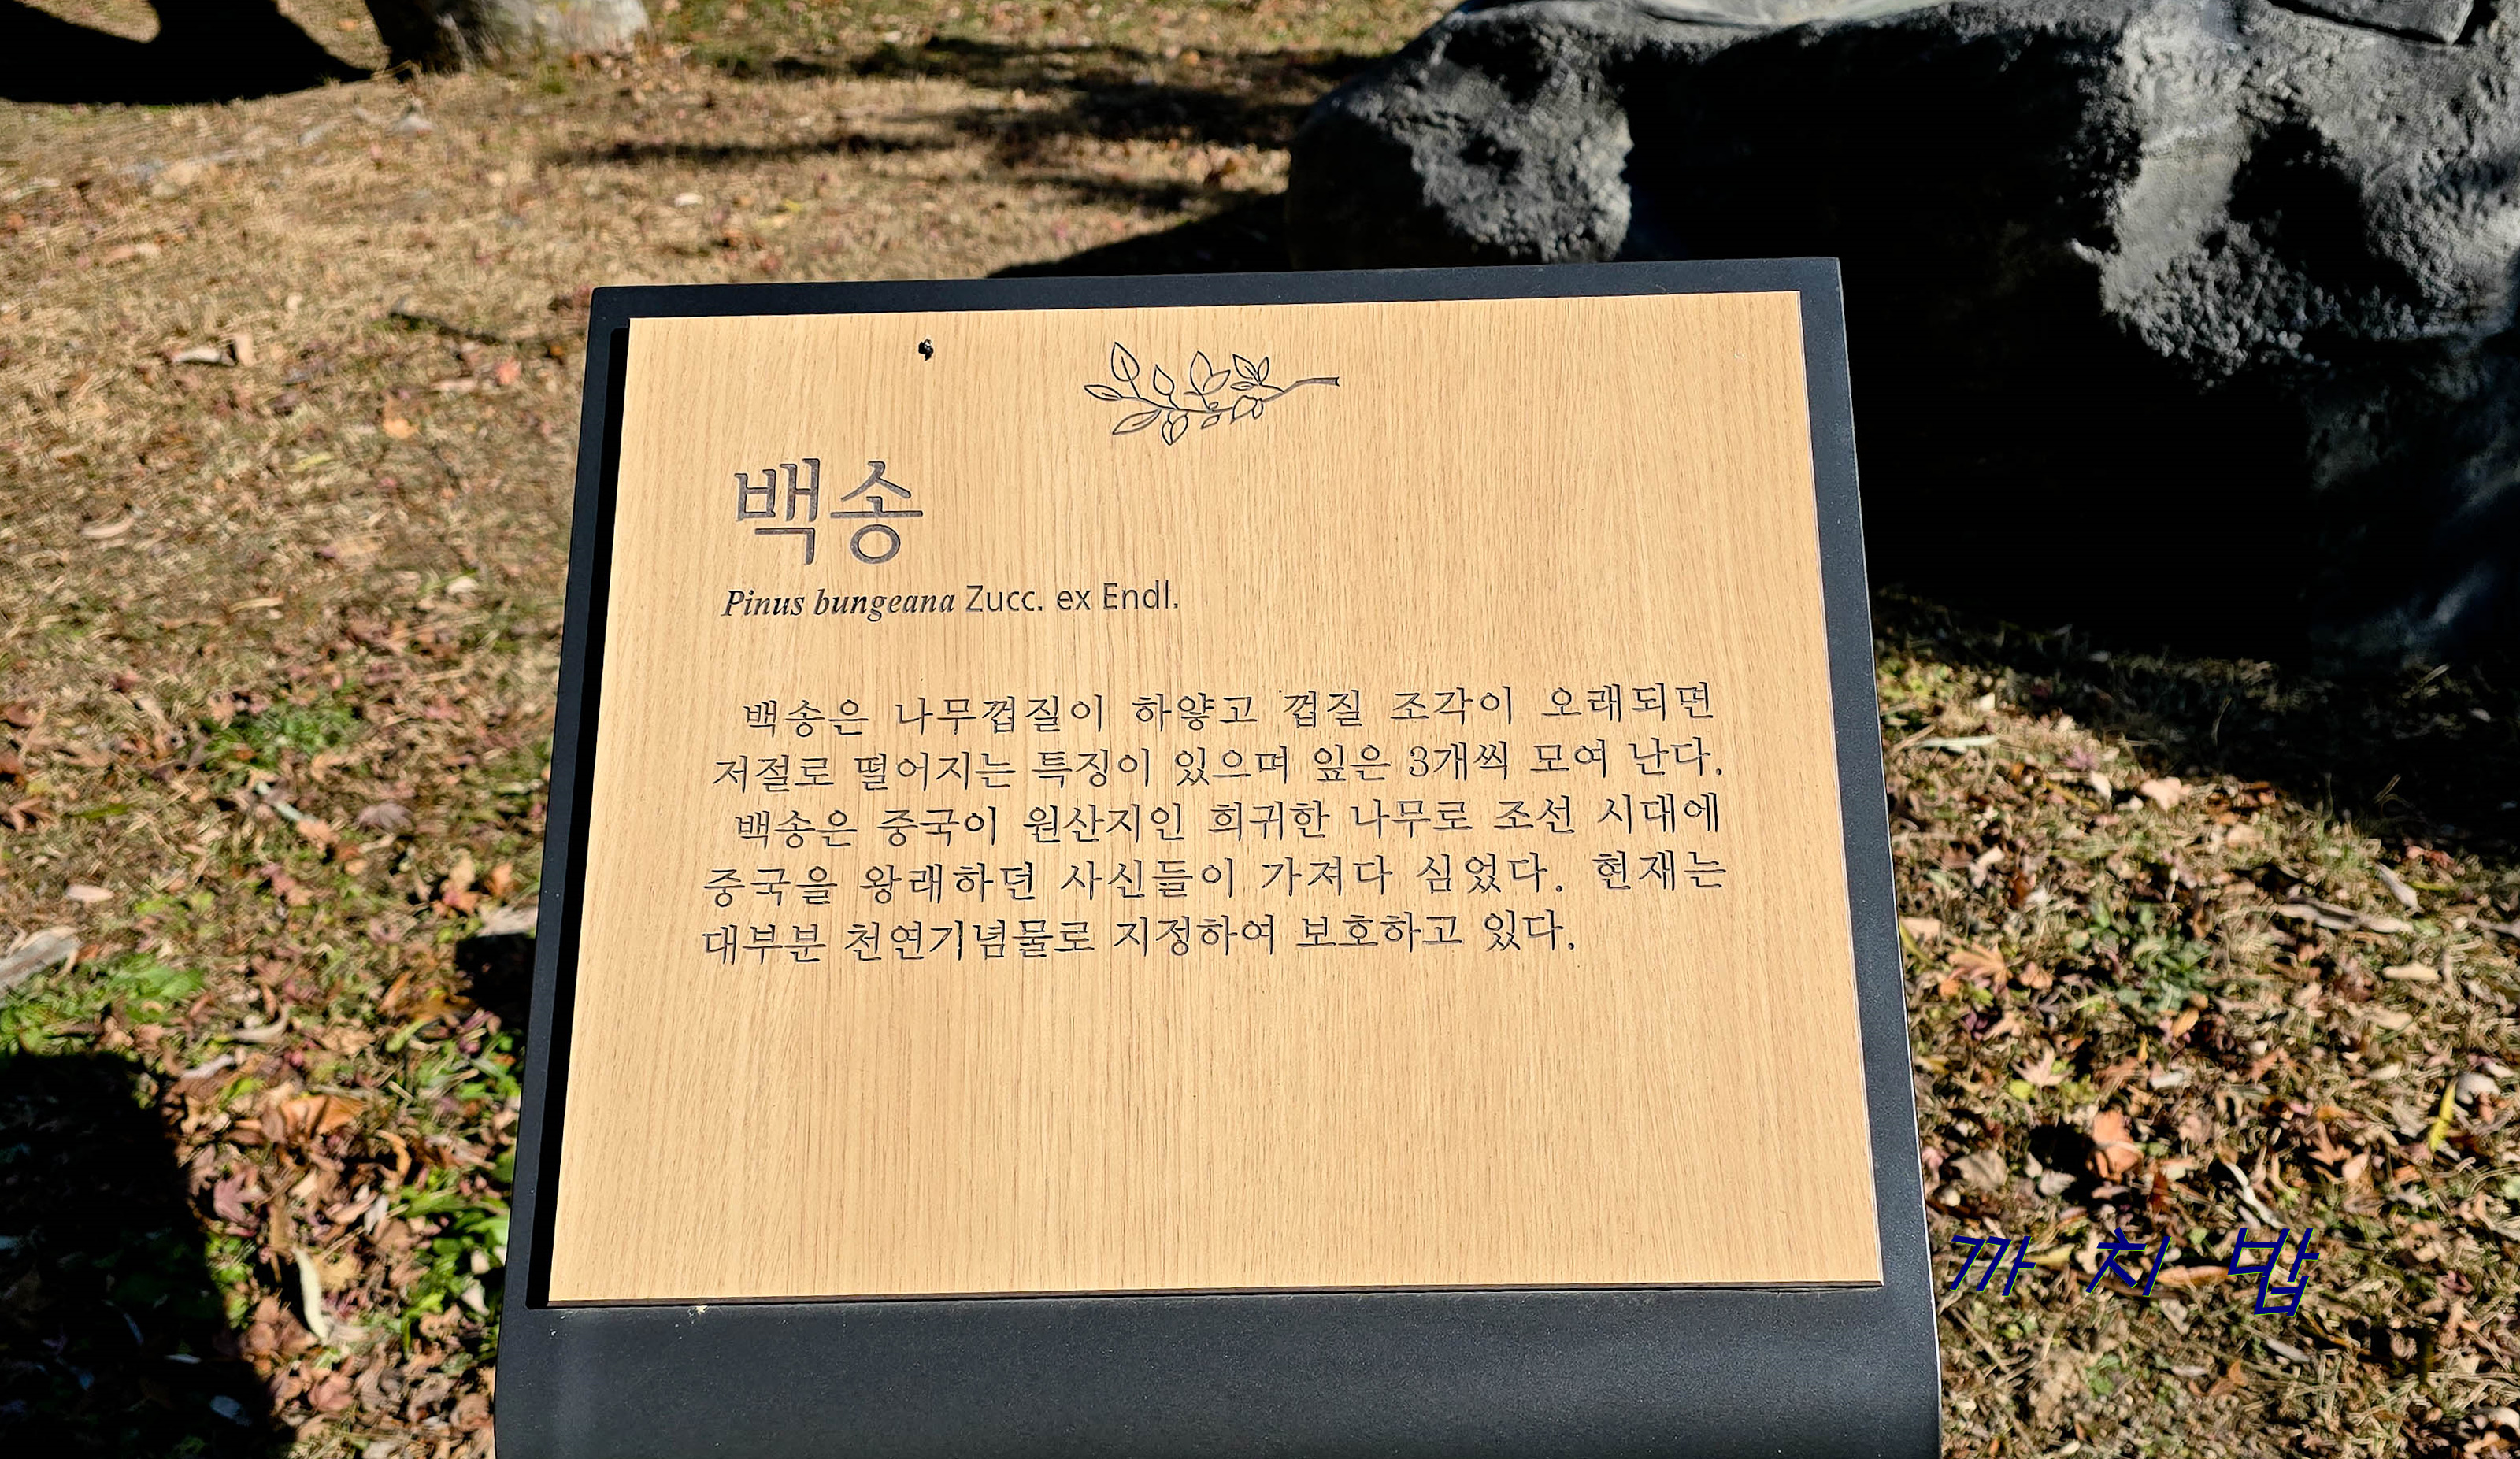 백송
Pinus bungeana Zucc. ex Endl.
백송은 나무껍질이 하얗고 껍질 조각이 오래되면
저절로 떨어지는 특징이 있으며 잎은 3개씩 모여 난다.
백송은 중국이 원산지인 희귀한 나무로 조선 시대에
중국을 왕래하던 사신들이 가져다 심었다. 현재는
대부분 천연기념물로 지정하여 보호하고 있다.
까 치 밥